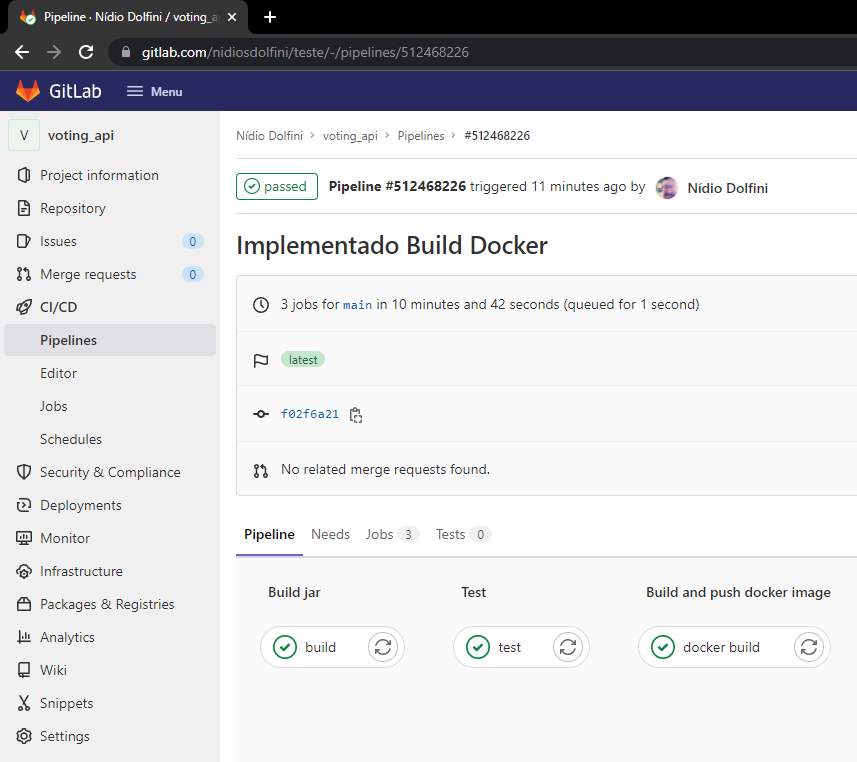 Pipeline · Nídio Dolfini / voting_a
gitlab.com/nidiosdolfini/teste/-/pipelines/512468226
GitLab Menu
V voting_api
Project information
Repository
Issues 0
Merge requests 0
CI/CD
Pipelines
Editor
Jobs
Schedules
Security & Compliance
Deployments
Monitor
Infrastructure
Packages & Registries
Analytics
Wiki
Snippets
Settings
Nídio Dolfini › voting_api › Pipelines › #512468226
passed Pipeline #512468226 triggered 11 minutes ago by Nídio Dolfini
Implementado Build Docker
3 jobs for main in 10 minutes and 42 seconds (queued for 1 second)
latest
f02f6a21
No related merge requests found.
Pipeline Needs Jobs 3 Tests 0
Build jar Test Build and push docker image
build test docker build